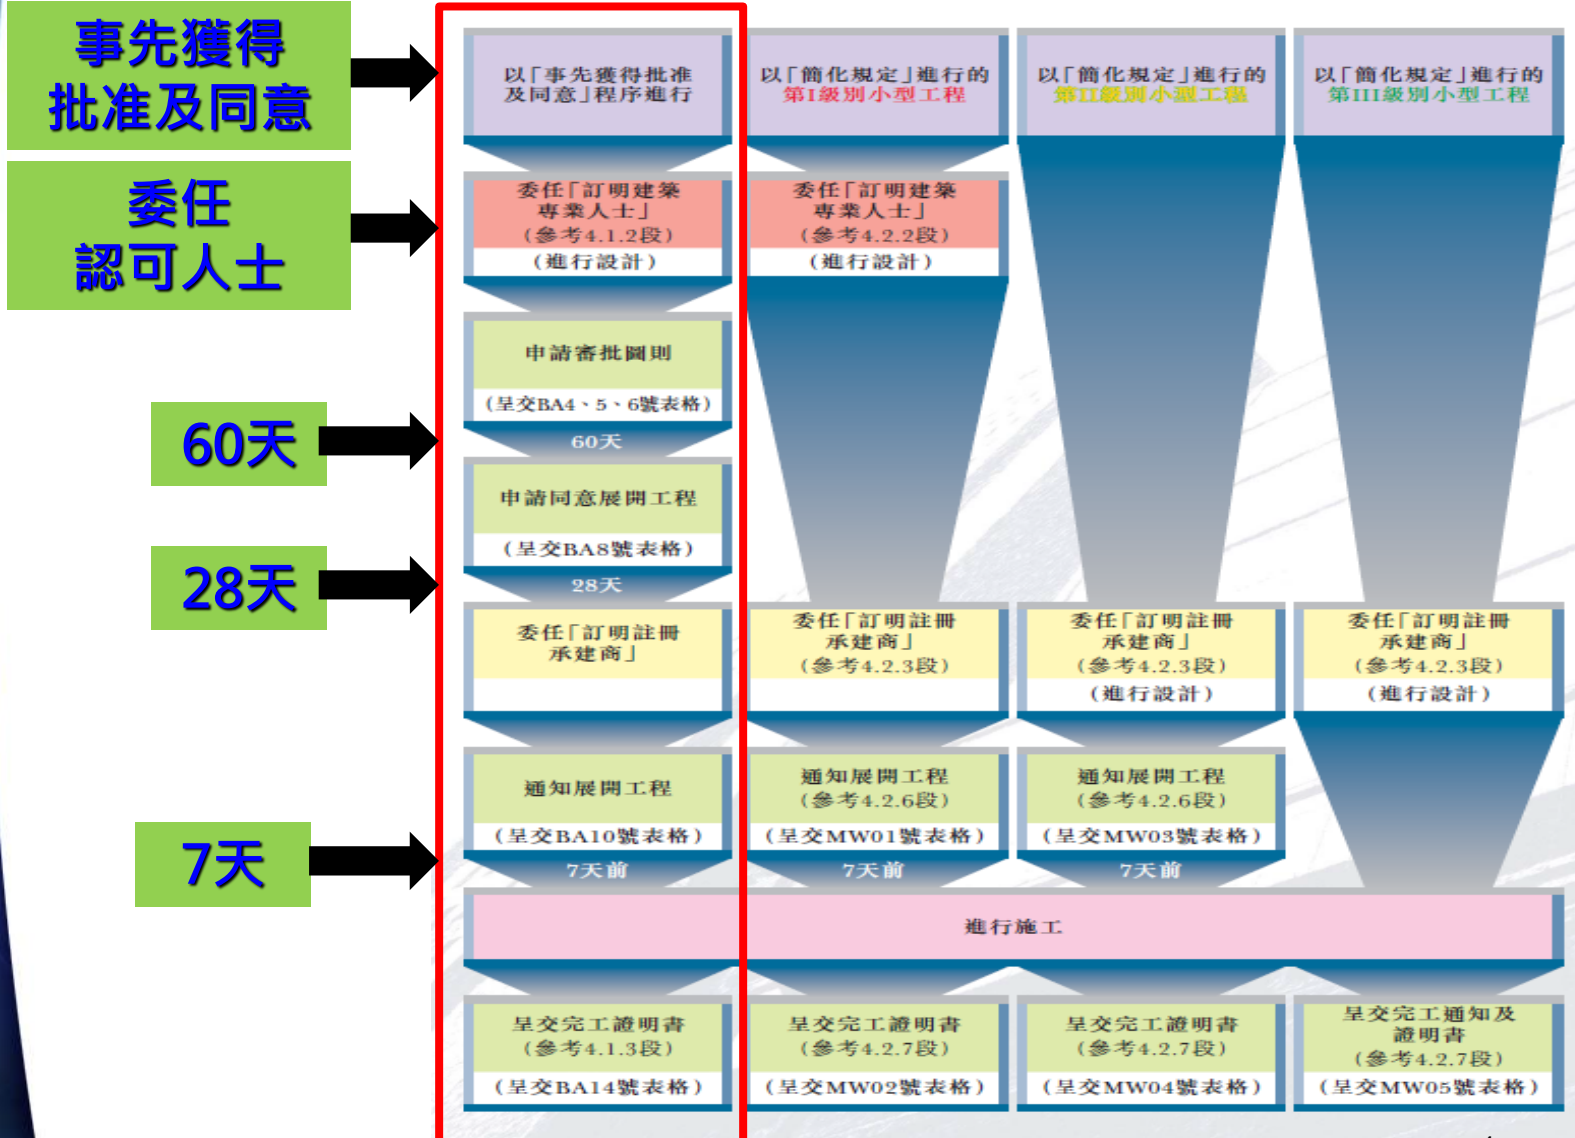 事先獲得
批准及同意
委任
認可人士
60天
28天
7天
以「事先獲得批准
及同意」程序進行
以「簡化規定」進行的
第I級別小型工程
以「簡化規定」進行的
第II級別小型工程
以「簡化規定」進行的
第III級別小型工程
委任「訂明建築
專業人士」
(參考4.1.2段)
(進行設計)
委任「訂明建築
專業人士」
(參考4.2.2段)
(進行設計)
申請審批圖則
(呈交BA4、5、6號表格)
60天
申請同意展開工程
(呈交BA8號表格)
28天
委任「訂明註冊
承建商」
委任「訂明註冊
承建商」
(參考4.2.3段)
委任「訂明註冊
承建商」
(參考4.2.3段)
(進行設計)
委任「訂明註冊
承建商」
(參考4.2.3段)
(進行設計)
通知展開工程
(呈交BA10號表格)
7天前
通知展開工程
(參考4.2.6段)
(呈交MW01號表格)
7天前
通知展開工程
(參考4.2.6段)
(呈交MW03號表格)
7天前
進行施工
呈交完工證明書
(參考4.1.3段)
(呈交BA14號表格)
呈交完工證明書
(參考4.2.7段)
(呈交MW02號表格)
呈交完工證明書
(參考4.2.7段)
(呈交MW04號表格)
呈交完工通知及
證明書
(參考4.2.7段)
(呈交MW05號表格)